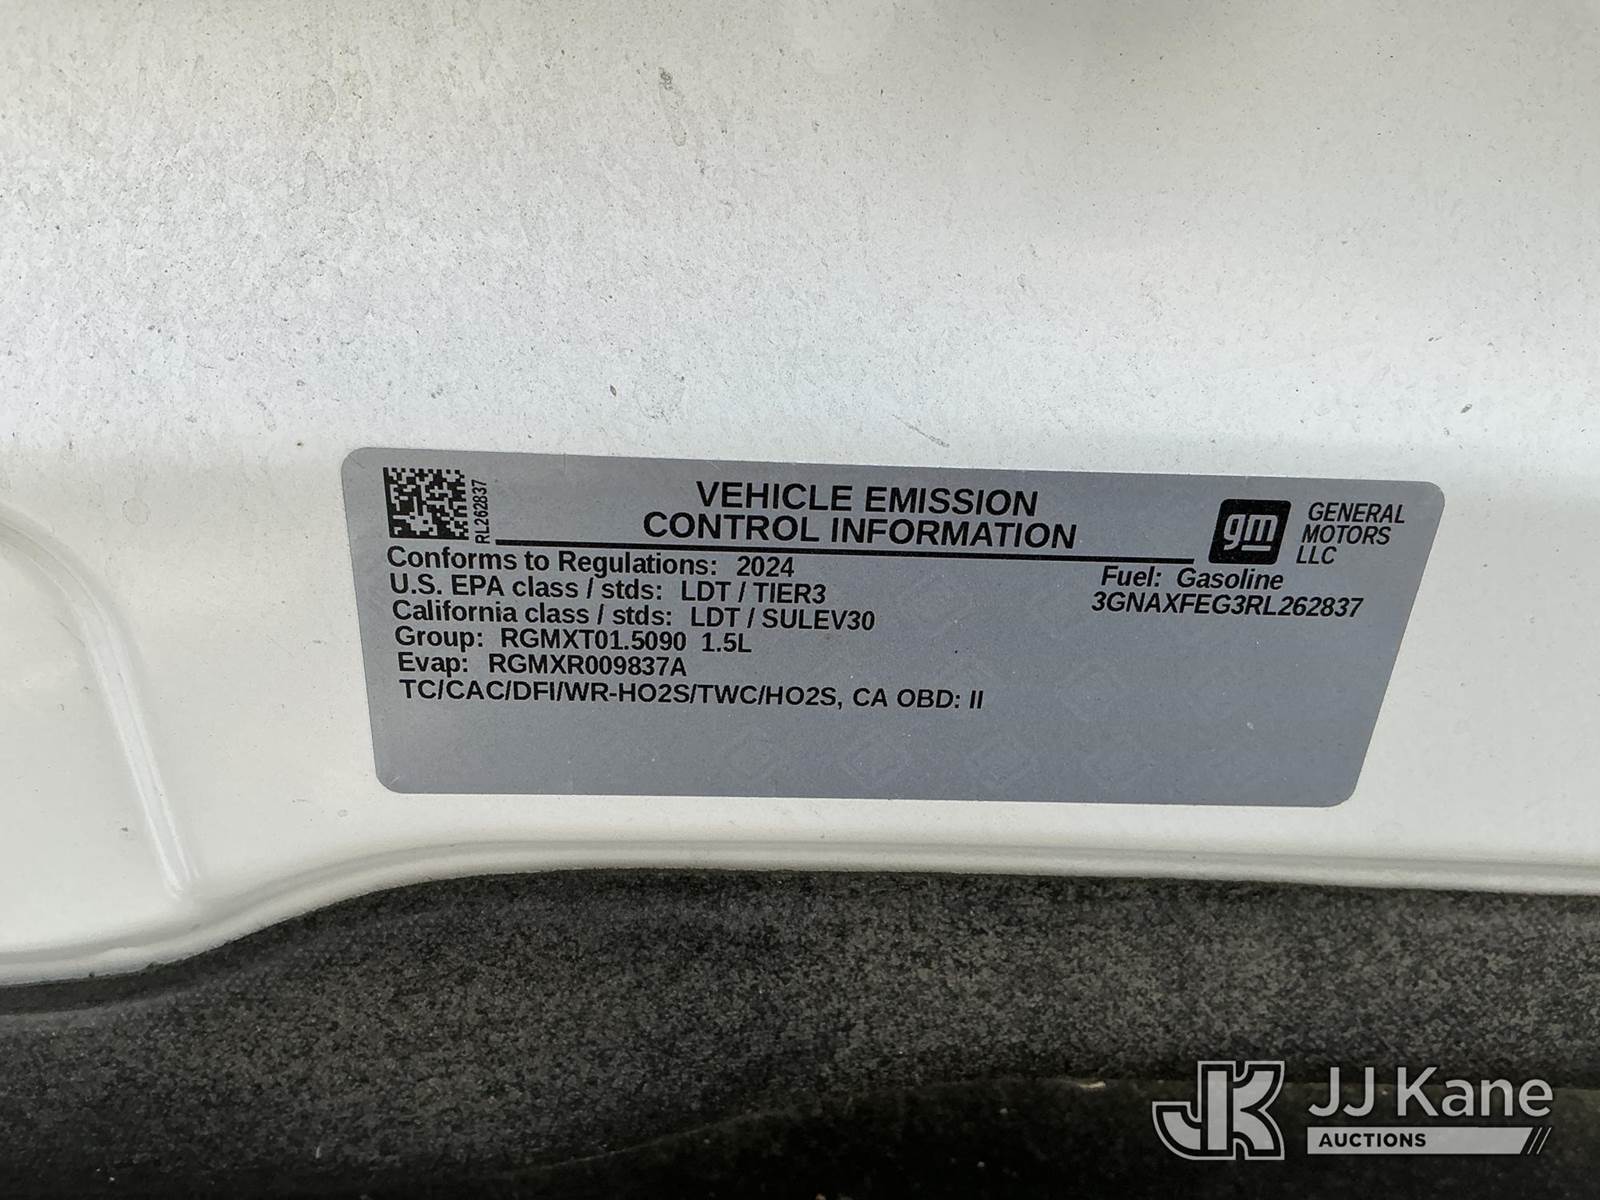 RL262837
VEHICLE EMISSION
CONTROL INFORMATION
gm
GENERAL
MOTORS
LLC
Conforms to Regulations: 2024
U.S. EPA class / stds: LDT / TIER3
California class / stds: LDT / SULEV30
Group: RGMXT01.5090 1.5L
Evap: RGMXR009837A
TC/CAC/DFI/WR-HO2S/TWC/HO2S, CA OBD: II
Fuel: Gasoline
3GNAXFEG3RL262837
JK
JJ Kane
AUCTIONS